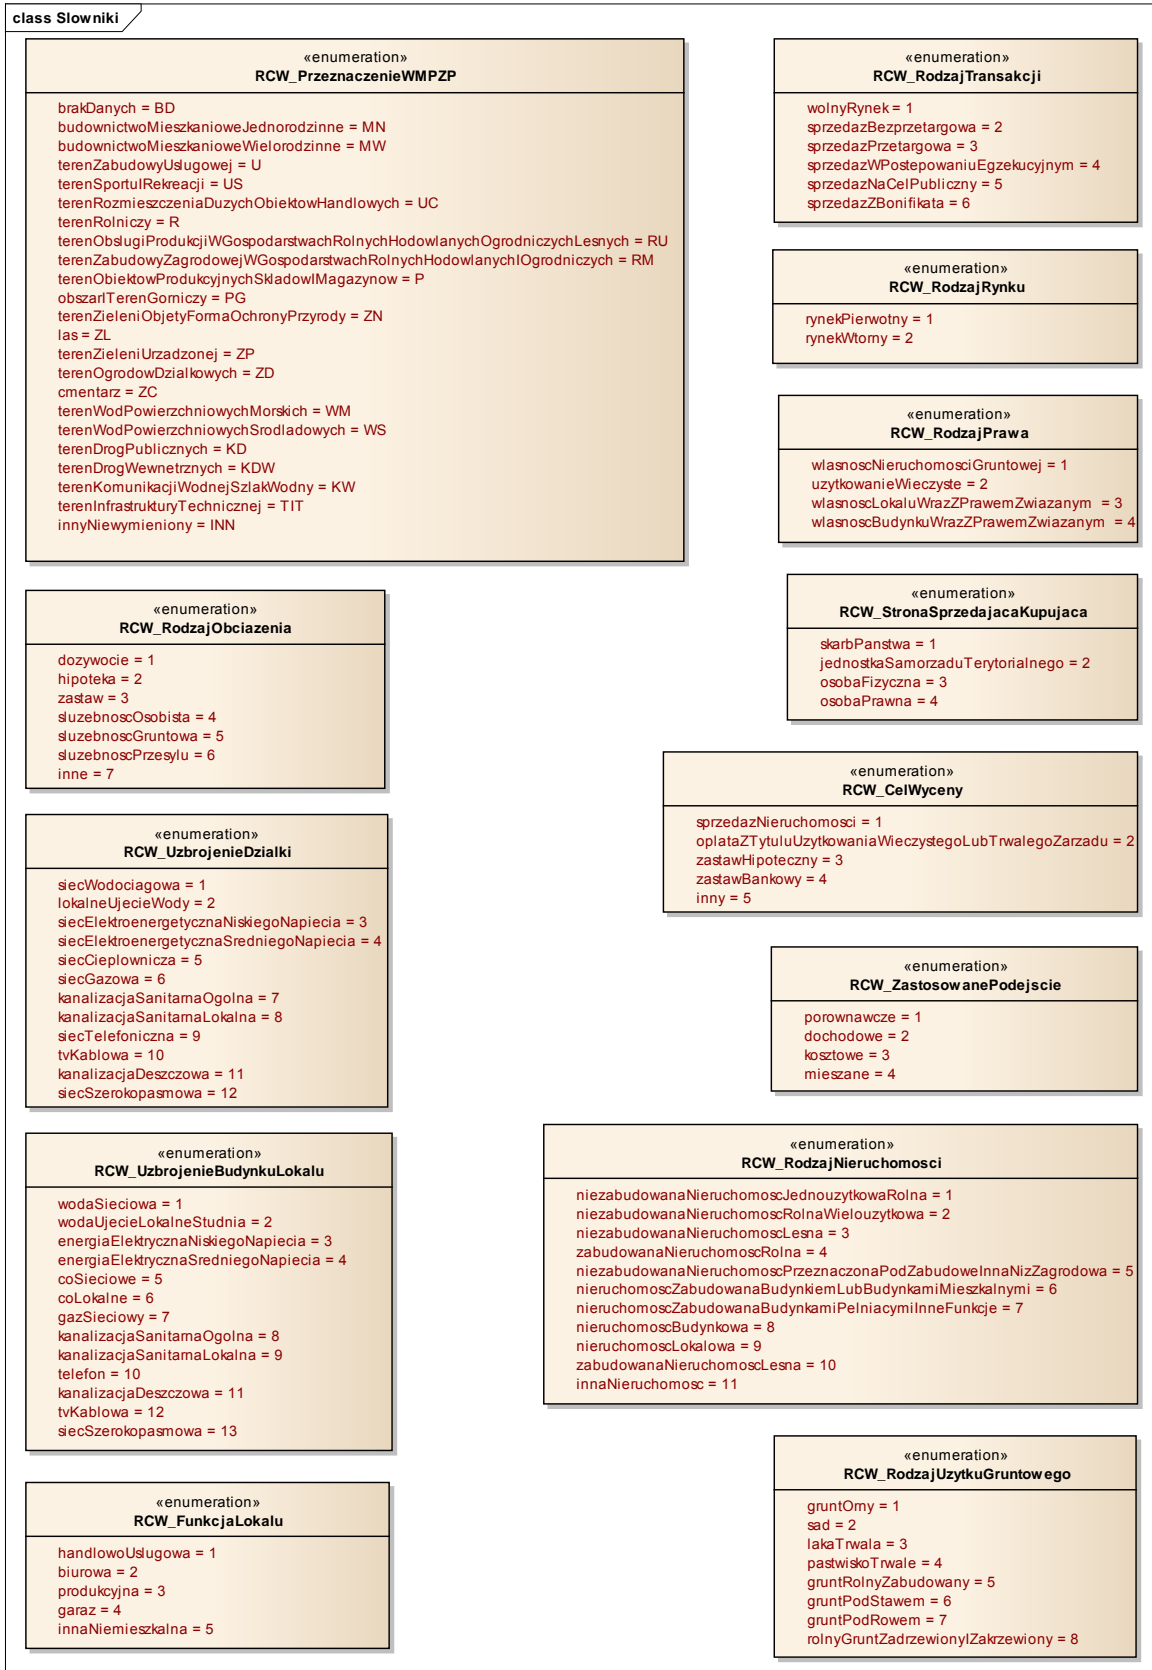 class Slowniki
«enumeration»
RCW_PrzeznaczenieWMPZP
brakDanych = BD
budownictwoMieszkanioweJednorodzinne = MN
budownictwoMieszkanioweWielorodzinne = MW
terenZabudowyUslugowej = U
terenSportuIRekreacji = US
terenRozmieszczeniaDuzychObiektowHandlowych = UC
terenRolniczy = R
terenObslugiProdukcjiWGospodarstwachRolnychHodowlanychOgrodniczychLesnych = RU
terenZabudowyZagrodowejWGospodarstwachRolnychHodowlanychIOgrodniczych = RM
terenObiektowProdukcyjnychSkladowIMagazynow = P
obszarITerenGorniczy = PG
terenZieleniObjetyFormaOchronyPrzyrody = ZN
las = ZL
terenZieleniUrzadzonej = ZP
terenOgrodowDzialkowych = ZD
cmentarz = ZC
terenWodPowierzchniowychMorskich = WM
terenWodPowierzchniowychSrodladowych = WS
terenDrogPublicznych = KD
terenDrogWewnetrznych = KDW
terenKomunikacjiWodnejSzlakWodny = KW
terenInfrastrukturyTechnicznej = TIT
innyNiewymieniony = INN
«enumeration»
RCW_RodzajObciazenia
dozywocie = 1
hipoteka = 2
zastaw = 3
sluzebnoscOsobista = 4
sluzebnoscGruntowa = 5
sluzebnoscPrzesylu = 6
inne = 7
«enumeration»
RCW_UzbrojenieDzialki
siecWodociagowa = 1
lokalneUjecieWody = 2
siecElektroenergetycznaNiskiegoNapiecia = 3
siecElektroenergetycznaSredniegoNapiecia = 4
siecCieplownicza = 5
siecGazowa = 6
kanalizacjaSanitarnaOgolna = 7
kanalizacjaSanitarnaLokalna = 8
siecTelefoniczna = 9
tvKablowa = 10
kanalizacjaDeszczowa = 11
siecSzerokopasmowa = 12
«enumeration»
RCW_UzbrojenieBudynkuLokalu
wodaSieciowa = 1
wodaUjecieLokalneStudnia = 2
energiaElektrycznaNiskiegoNapiecia = 3
energiaElektrycznaSredniegoNapiecia = 4
coSieciowe = 5
coLokalne = 6
gazSieciowy = 7
kanalizacjaSanitarnaOgolna = 8
kanalizacjaSanitarnaLokalna = 9
telefon = 10
kanalizacjaDeszczowa = 11
tvKablowa = 12
siecSzerokopasmowa = 13
«enumeration»
RCW_FunkcjaLokalu
handlowoUslugowa = 1
biurowa = 2
produkcyjna = 3
garaz = 4
innaNiemieszkalna = 5
«enumeration»
RCW_RodzajTransakcji
wolnyRynek = 1
sprzedazBezprzetargowa = 2
sprzedazPrzetargowa = 3
sprzedazWPostepowaniuEgzekucyjnym = 4
sprzedazNaCelPubliczny = 5
sprzedazZBonifikata = 6
«enumeration»
RCW_RodzajRynku
rynekPierwotny = 1
rynekWtorny = 2
«enumeration»
RCW_RodzajPrawa
wlasnoscNieruchomosciGruntowej = 1
uzytkowanieWieczyste = 2
wlasnoscLokaluWrazZPrawemZwiazanym = 3
wlasnoscBudynkuWrazZPrawemZwiazanym = 4
«enumeration»
RCW_StronaSprzedajacaKupujaca
skarbPanstwa = 1
jednostkaSamorzaduTerytorialnego = 2
osobaFizyczna = 3
osobaPrawna = 4
«enumeration»
RCW_CelWyceny
sprzedazNieruchomosci = 1
oplataZTytuluUzytkowaniaWieczystegoLubTrwalegoZarzadu = 2
zastawHipoteczny = 3
zastawBankowy = 4
inny = 5
«enumeration»
RCW_ZastosowanePodejscie
porownawcze = 1
dochodowe = 2
kosztowe = 3
mieszane = 4
«enumeration»
RCW_RodzajNieruchomosci
niezabudowanaNieruchomoscJednouzytkowaRolna = 1
niezabudowanaNieruchomoscRolnaWielouzytkowa = 2
niezabudowanaNieruchomoscLesna = 3
zabudowanaNieruchomoscRolna = 4
niezabudowanaNieruchomoscPrzeznaczonaPodZabudoweInnaNizZagrodowa = 5
nieruchomoscZabudowanaBudynkiemLubBudynkamiMieszkalnymi = 6
nieruchomoscZabudowanaBudynkamiPelniacymiInneFunkcje = 7
nieruchomoscBudynkowa = 8
nieruchomoscLokalowa = 9
zabudowanaNieruchomoscLesna = 10
innaNieruchomosc = 11
«enumeration»
RCW_RodzajUzytkuGruntowego
gruntOrny = 1
sad = 2
lakaTrwala = 3
pastwiskoTrwale = 4
gruntRolnyZabudowany = 5
gruntPodStawem = 6
gruntPodRowem = 7
rolnyGruntZadrzewionyIZakrzewiony = 8